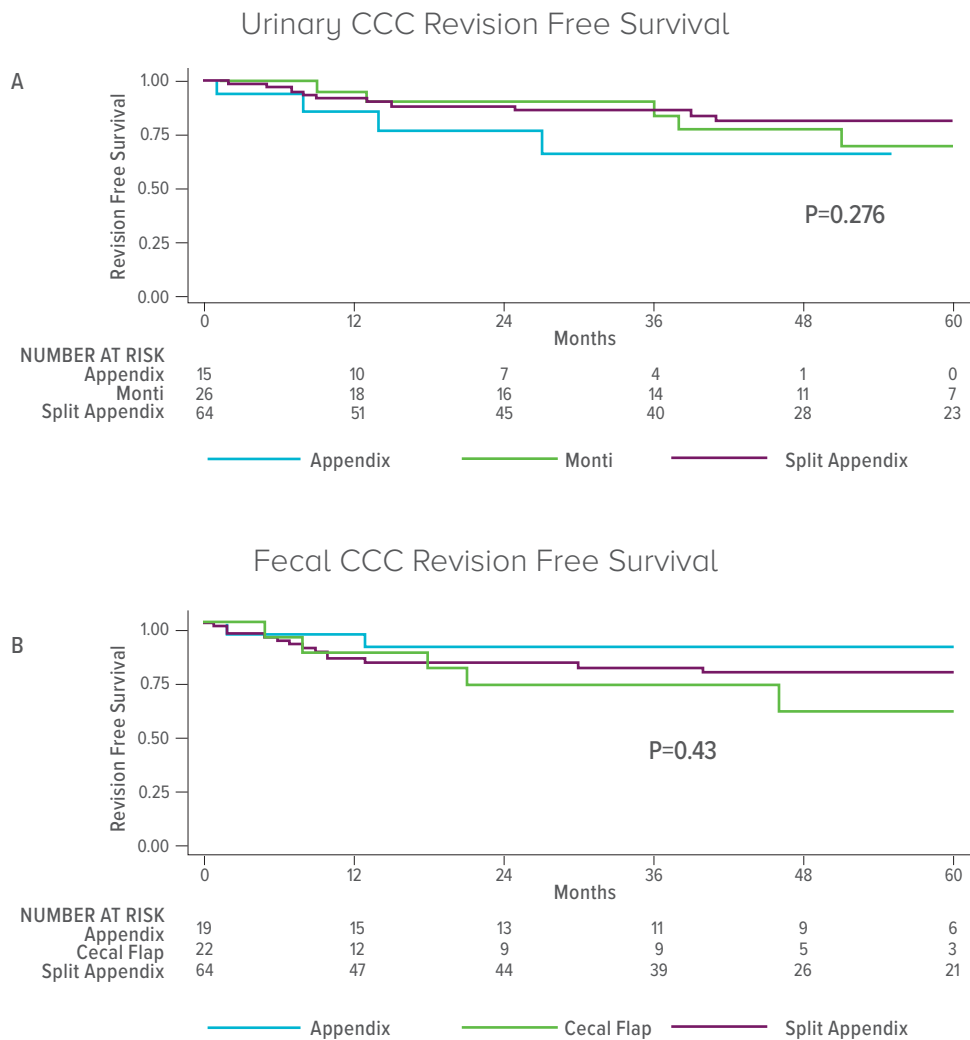 Urinary CCC Revision Free Survival
A
Revision Free Survival
1.00
0.75
0.50
0.25
0.00
P=0.276
0 12 24 36 48 60
Months
NUMBER AT RISK
Appendix 15 10 7 4 1 0
Monti 26 18 16 14 11 7
Split Appendix 64 51 45 40 28 23
Appendix Monti Split Appendix
Fecal CCC Revision Free Survival
B
Revision Free Survival
1.00
0.75
0.50
0.25
0.00
P=0.43
0 12 24 36 48 60
Months
NUMBER AT RISK
Appendix 19 15 13 11 9 6
Cecal Flap 22 12 9 9 5 3
Split Appendix 64 47 44 39 26 21
Appendix Cecal Flap Split Appendix